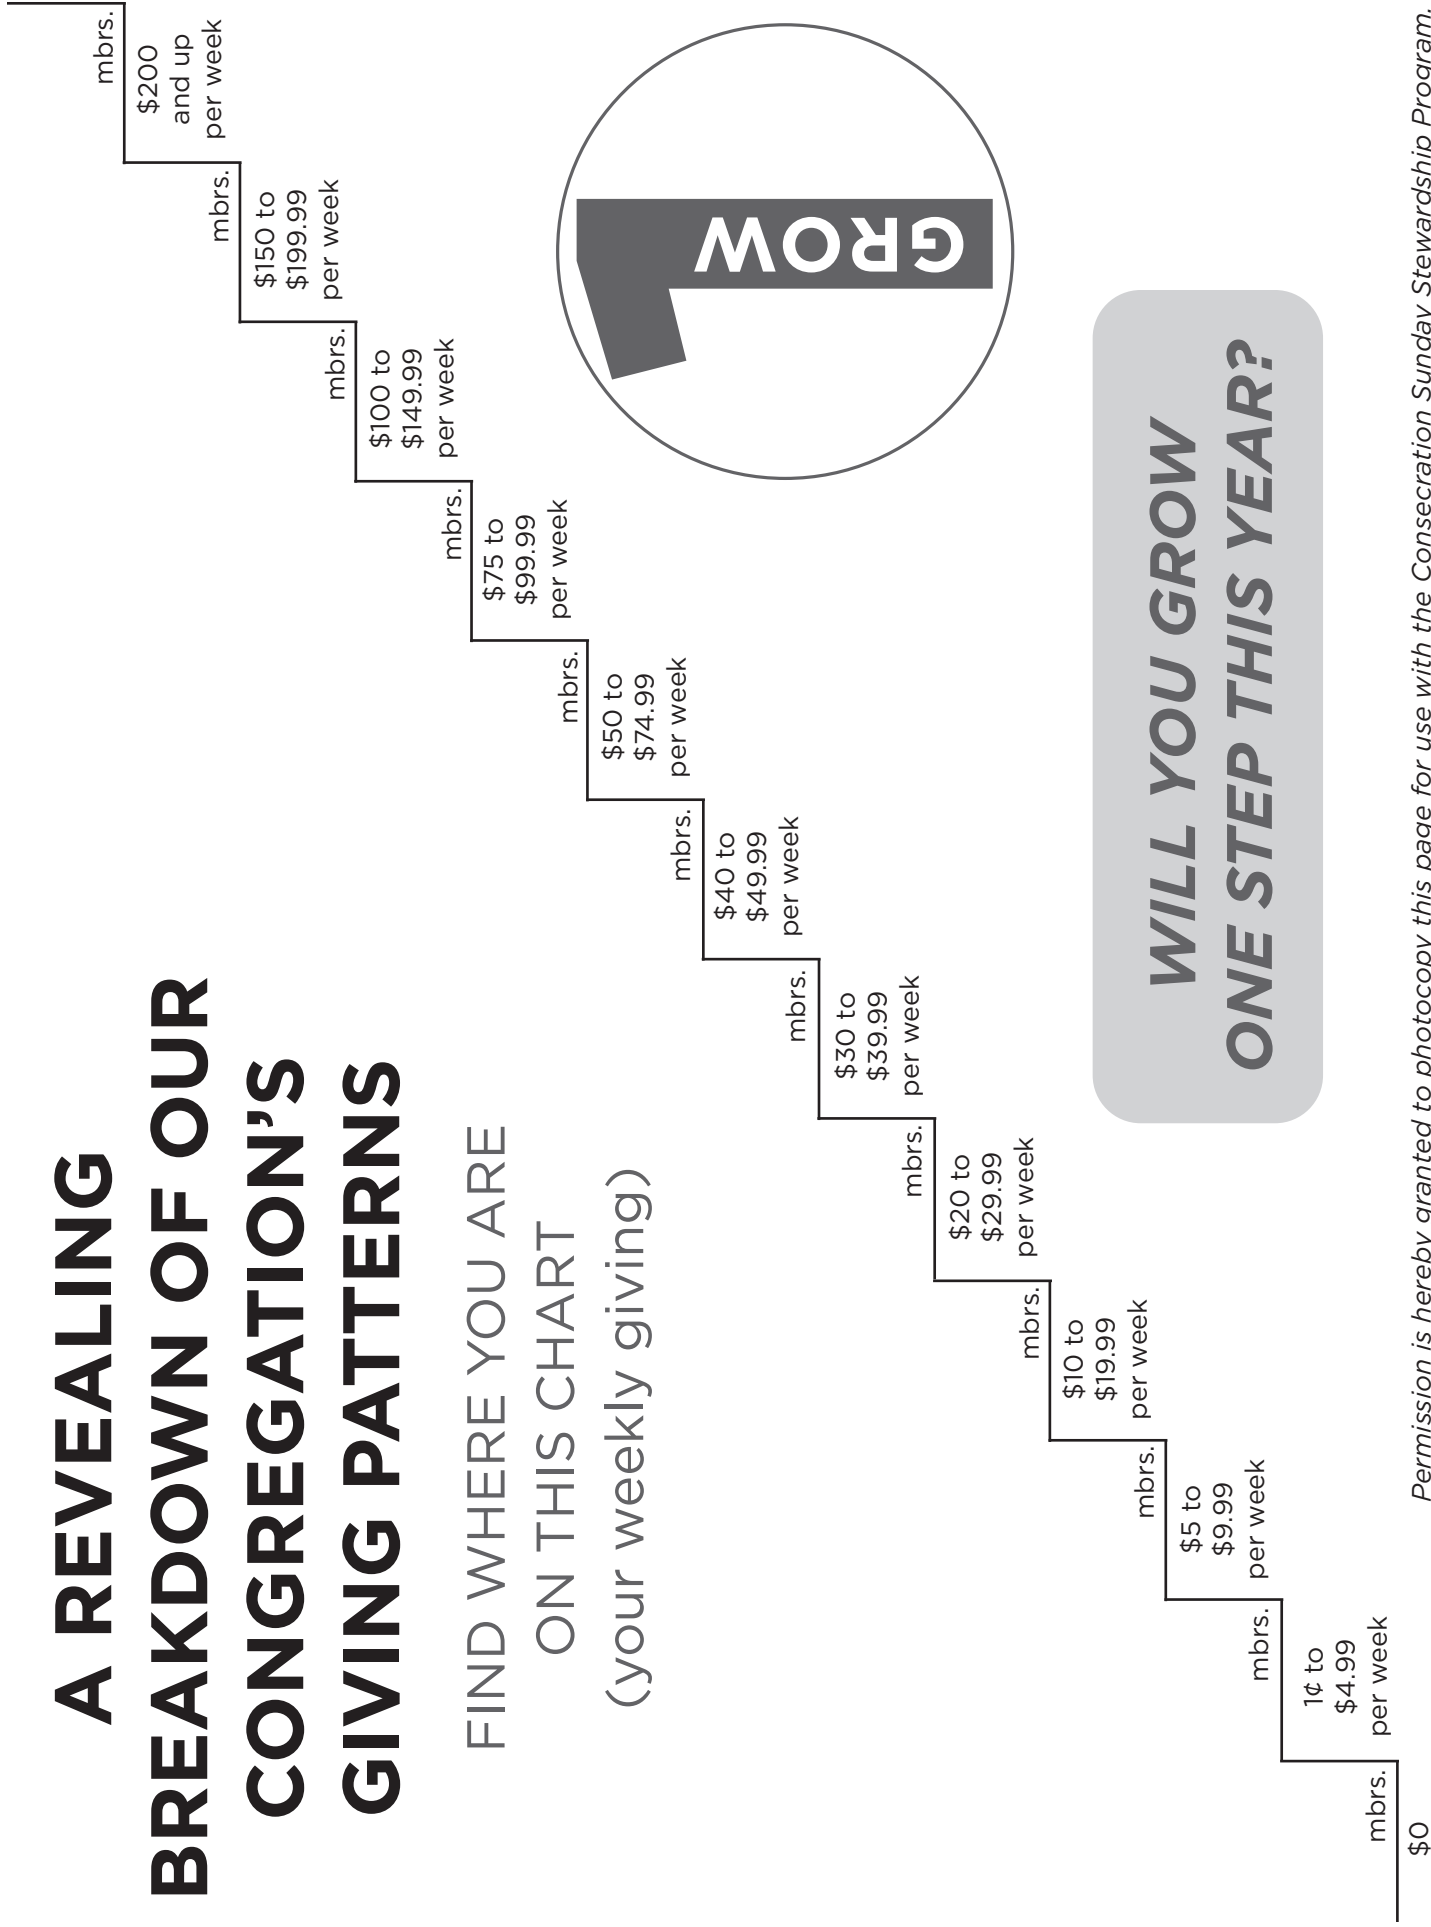 A REVEALING
BREAKDOWN OF OUR
CONGREGATION’S
GIVING PATTERNS
FIND WHERE YOU ARE
ON THIS CHART
(your weekly giving)
mbrs.
$0
mbrs.
1¢ to
$4.99
per week
mbrs.
$5 to
$9.99
per week
mbrs.
$10 to
$19.99
per week
mbrs.
$20 to
$29.99
per week
mbrs.
$30 to
$39.99
per week
mbrs.
$40 to
$49.99
per week
mbrs.
$50 to
$74.99
per week
mbrs.
$75 to
$99.99
per week
mbrs.
$100 to
$149.99
per week
mbrs.
$150 to
$199.99
per week
mbrs.
$200
and up
per week
1
GROW
WILL YOU GROW
ONE STEP THIS YEAR?
Permission is hereby granted to photocopy this page for use with the Consecration Sunday Stewardship Program.